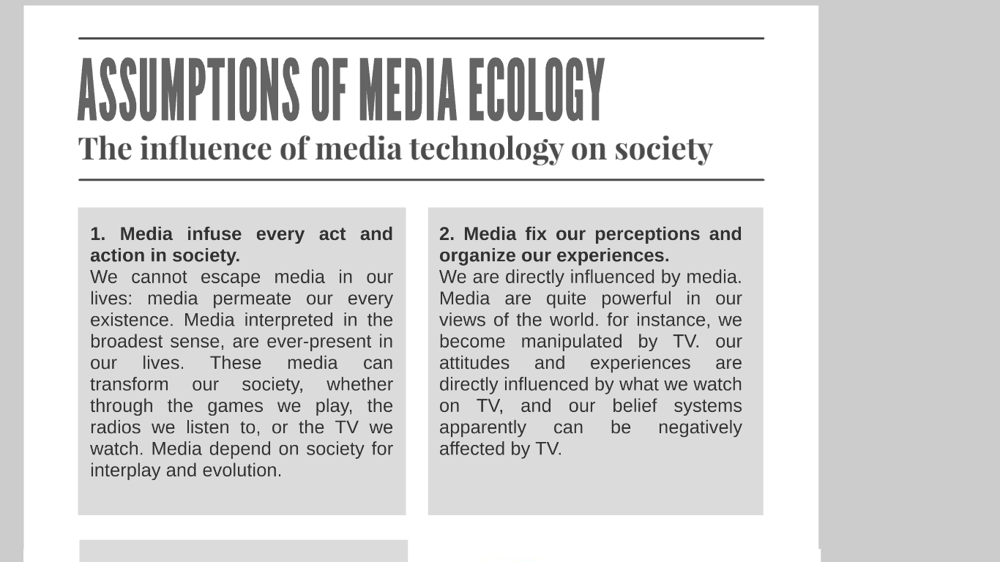 ASSUMPTIONS OF MEDIA ECOLOGY
The influence of media technology on society
1. Media infuse every act and
action in society.
We cannot escape media in our
lives: media permeate our every
existence. Media interpreted in the
broadest sense, are ever-present in
our lives. These media can
transform our society, whether
through the games we play, the
radios we listen to, or the TV we
watch. Media depend on society for
interplay and evolution.
2. Media fix our perceptions and
organize our experiences.
We are directly influenced by media.
Media are quite powerful in our
views of the world. for instance, we
become manipulated by TV. our
attitudes and experiences are
directly influenced by what we watch
on TV, and our belief systems
apparently can be negatively
affected by TV.